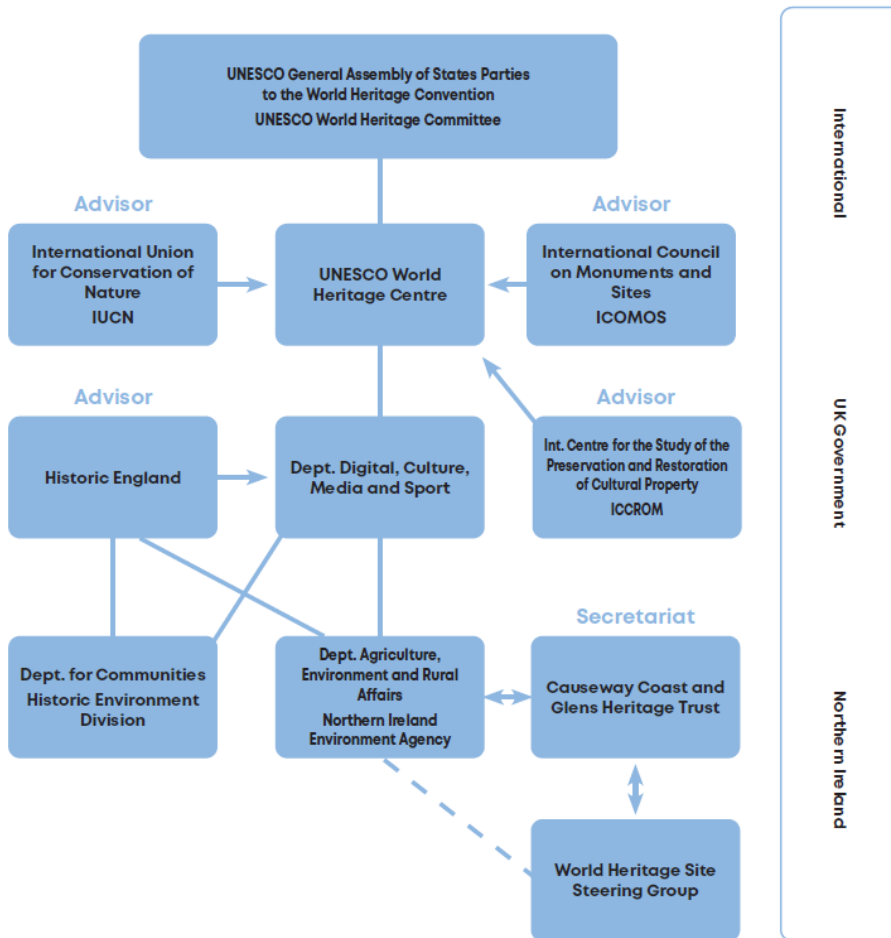 UNESCO General Assembly of States Parties
to the World Heritage Convention
UNESCO World Heritage Committee
International
Advisor
International Union
for Conservation of
Nature
IUCN
UNESCO World
Heritage Centre
Advisor
International Council
on Monuments and
Sites
ICOMOS
Advisor
Historic England
Dept. Digital, Culture,
Media and Sport
Advisor
Int. Centre for the Study of the
Preservation and Restoration
of Cultural Property
ICCROM
UK Government
Dept. for Communities
Historic Environment
Division
Dept. Agriculture,
Environment and Rural
Affairs
Northern Ireland
Environment Agency
Secretariat
Causeway Coast and
Glens Heritage Trust
Northern Ireland
World Heritage Site
Steering Group